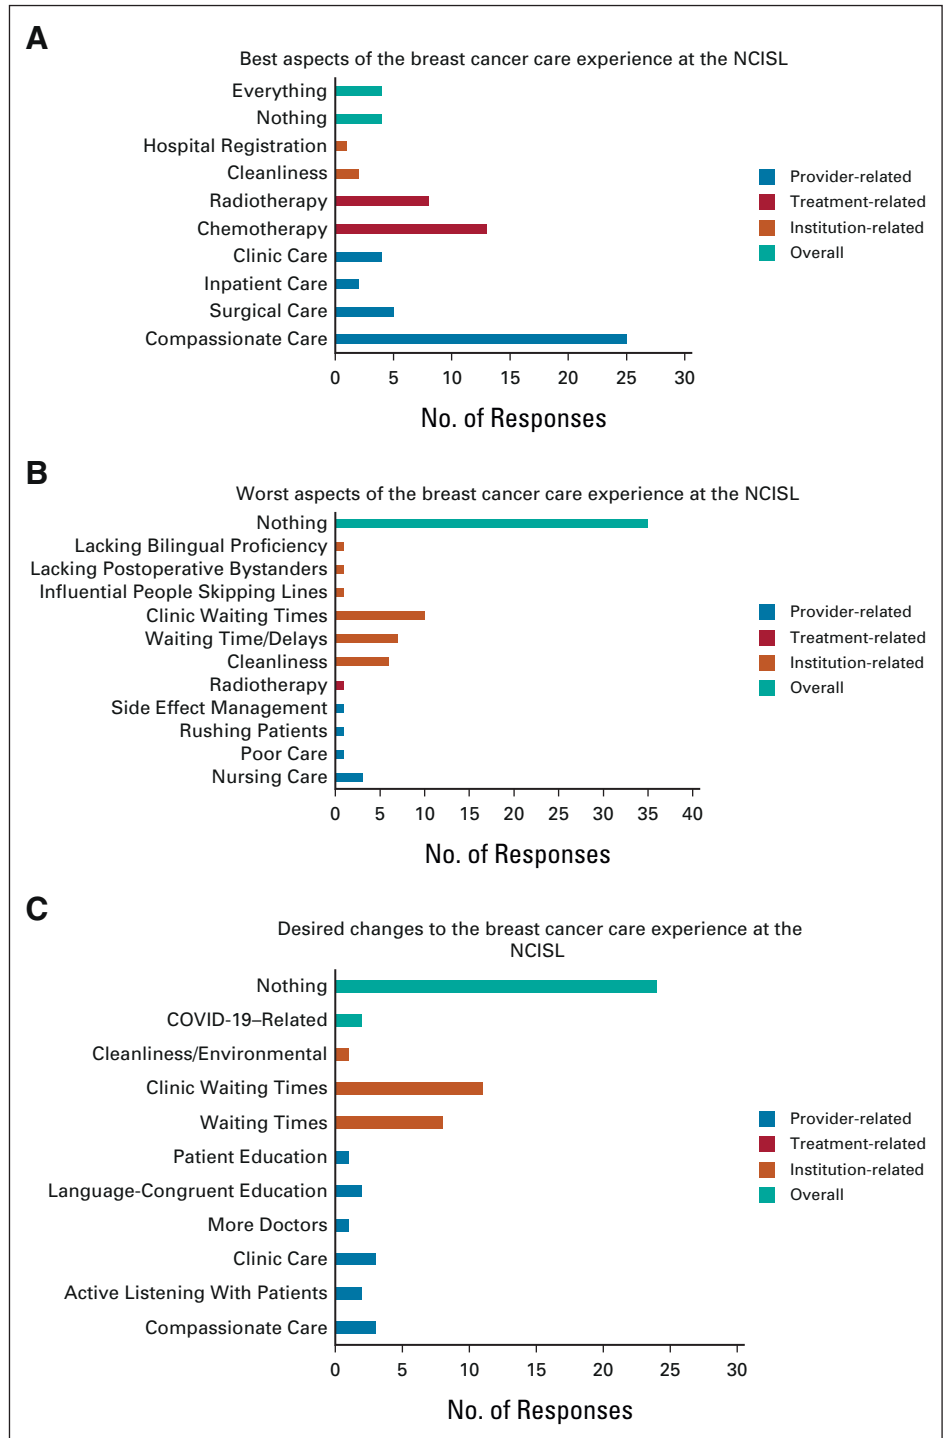 A
Best aspects of the breast cancer care experience at the NCISL
Everything
Nothing
Hospital Registration
Cleanliness
Radiotherapy
Chemotherapy
Clinic Care
Inpatient Care
Surgical Care
Compassionate Care
Provider-related
Treatment-related
Institution-related
Overall
0 5 10 15 20 25 30
No. of Responses
B
Worst aspects of the breast cancer care experience at the NCISL
Nothing
Lacking Bilingual Proficiency
Lacking Postoperative Bystanders
Influential People Skipping Lines
Clinic Waiting Times
Waiting Time/Delays
Cleanliness
Radiotherapy
Side Effect Management
Rushing Patients
Poor Care
Nursing Care
Provider-related
Treatment-related
Institution-related
Overall
0 5 10 15 20 25 30 35 40
No. of Responses
C
Desired changes to the breast cancer care experience at the
NCISL
Nothing
COVID-19–Related
Cleanliness/Environmental
Clinic Waiting Times
Waiting Times
Patient Education
Language-Congruent Education
More Doctors
Clinic Care
Active Listening With Patients
Compassionate Care
Provider-related
Treatment-related
Institution-related
Overall
0 5 10 15 20 25 30
No. of Responses